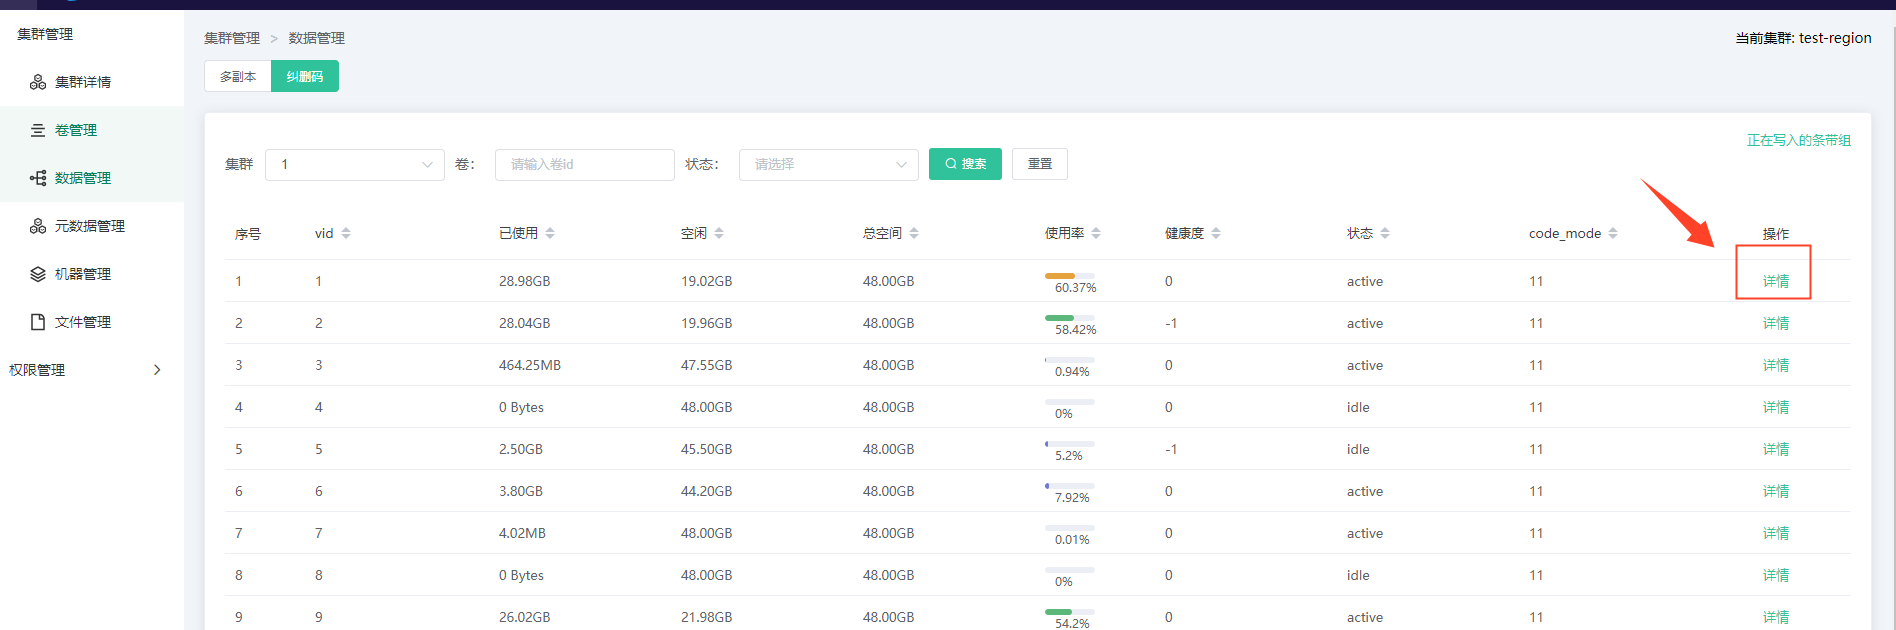 集群管理
集群详情
卷管理
数据管理
元数据管理
机器管理
文件管理
权限管理
集群管理 > 数据管理
当前集群: test-region
多副本 纠删码
正在写入的条带组
集群 1 卷: 请输入卷id 状态: 请选择 搜索 重置
序号 vid 已使用 空闲 总空间 使用率 健康度 状态 code_mode 操作
1 1 28.98GB 19.02GB 48.00GB 60.37% 0 active 11 详情
2 2 28.04GB 19.96GB 48.00GB 58.42% -1 active 11 详情
3 3 464.25MB 47.55GB 48.00GB 0.94% 0 active 11 详情
4 4 0 Bytes 48.00GB 48.00GB 0% 0 idle 11 详情
5 5 2.50GB 45.50GB 48.00GB 5.2% -1 idle 11 详情
6 6 3.80GB 44.20GB 48.00GB 7.92% 0 active 11 详情
7 7 4.02MB 48.00GB 48.00GB 0.01% 0 active 11 详情
8 8 0 Bytes 48.00GB 48.00GB 0% 0 idle 11 详情
9 9 26.02GB 21.98GB 48.00GB 54.2% 0 active 11 详情